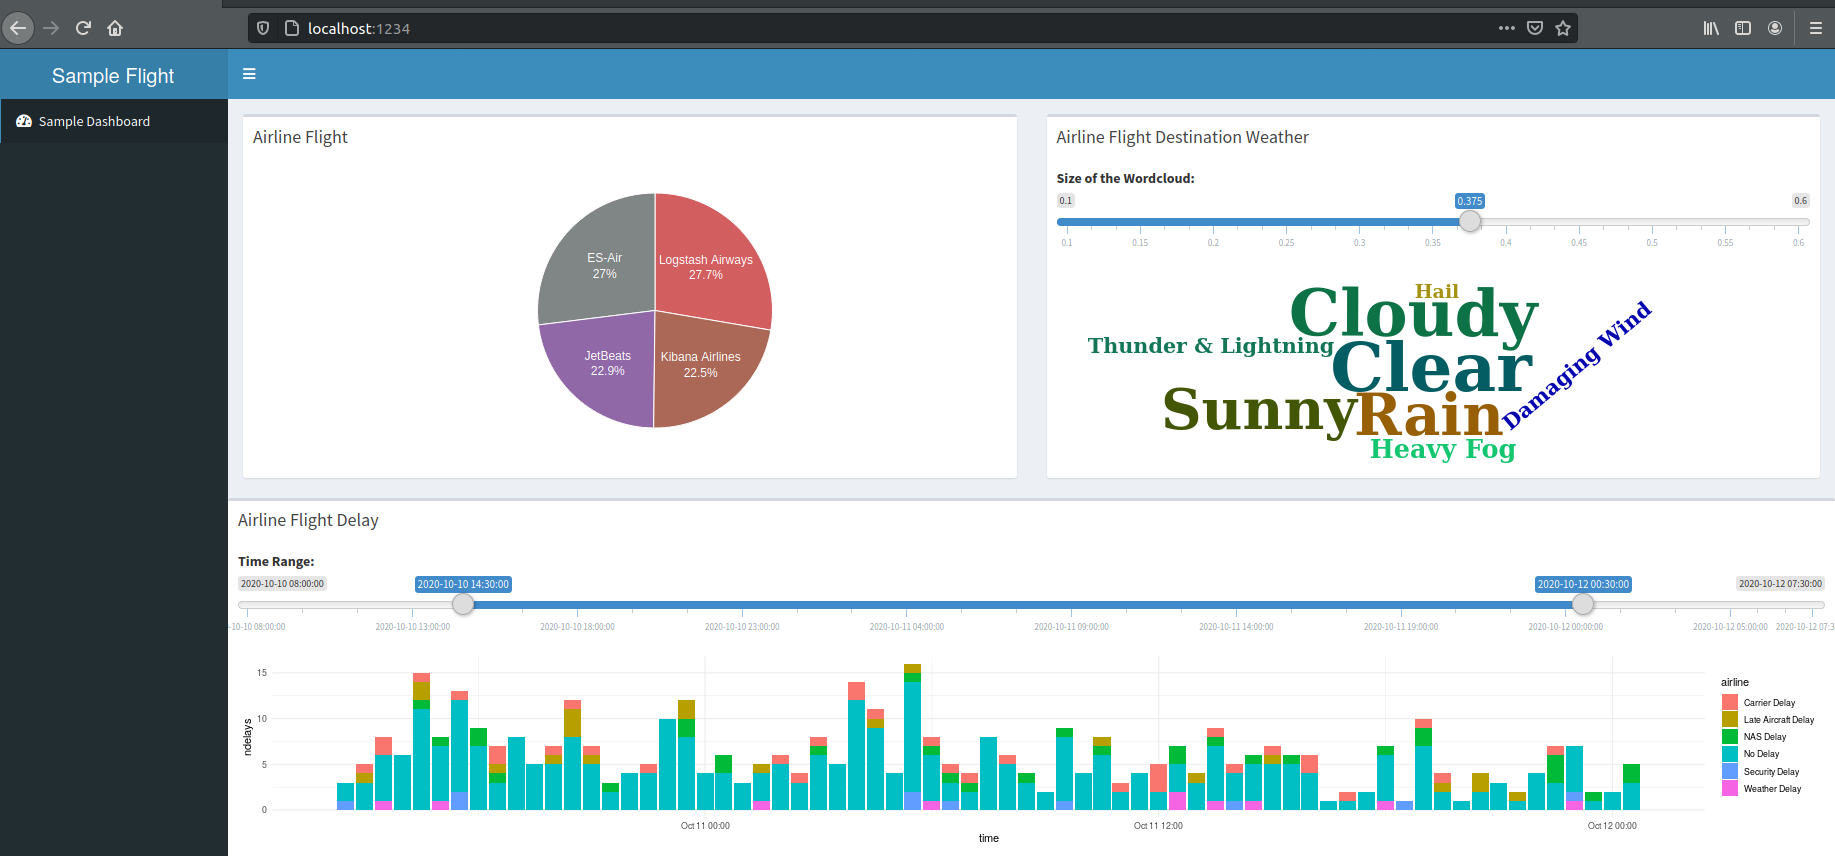 localhost:1234
Sample Flight
Sample Dashboard
Airline Flight
ES-Air
27%
Logstash Airways
27.7%
JetBeats
22.9%
Kibana Airlines
22.5%
Airline Flight Destination Weather
Size of the Wordcloud:
0.1
0.375
0.6
0.1 0.15 0.2 0.25 0.3 0.35 0.4 0.45 0.5 0.55 0.6
Hail
Cloudy
Thunder & Lightning
Clear
Damaging Wind
Sunny
Rain
Heavy Fog
Airline Flight Delay
Time Range:
2020-10-10 08:00:00
2020-10-10 14:30:00
2020-10-12 00:30:00
2020-10-12 07:30:00
-10-10 08:00:00 2020-10-10 13:00:00 2020-10-10 18:00:00 2020-10-10 23:00:00 2020-10-11 04:00:00 2020-10-11 09:00:00 2020-10-11 14:00:00 2020-10-11 19:00:00 2020-10-12 00:00:00 2020-10-12 05:00:00 2020-10-12 07:3
ndelays
15
10
5
0
Oct 11 00:00 Oct 11 12:00 Oct 12 00:00
time
airline
Carrier Delay
Late Aircraft Delay
NAS Delay
No Delay
Security Delay
Weather Delay